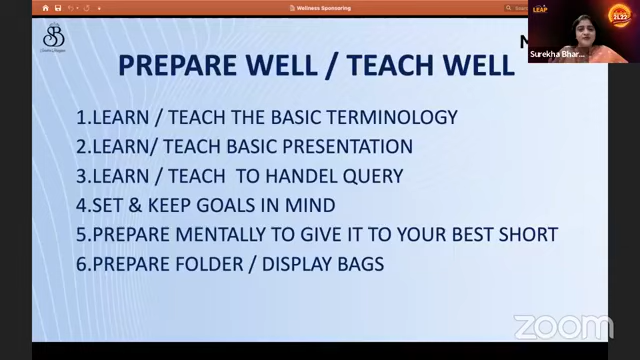 Wellness Sponsoring
LEAP
2L22
Surekha Bhar...
PREPARE WELL / TEACH WELL
1.LEARN / TEACH THE BASIC TERMINOLOGY
2.LEARN/ TEACH BASIC PRESENTATION
3.LEARN / TEACH TO HANDEL QUERY
4.SET & KEEP GOALS IN MIND
5.PREPARE MENTALLY TO GIVE IT TO YOUR BEST SHORT
6.PREPARE FOLDER / DISPLAY BAGS
zoom